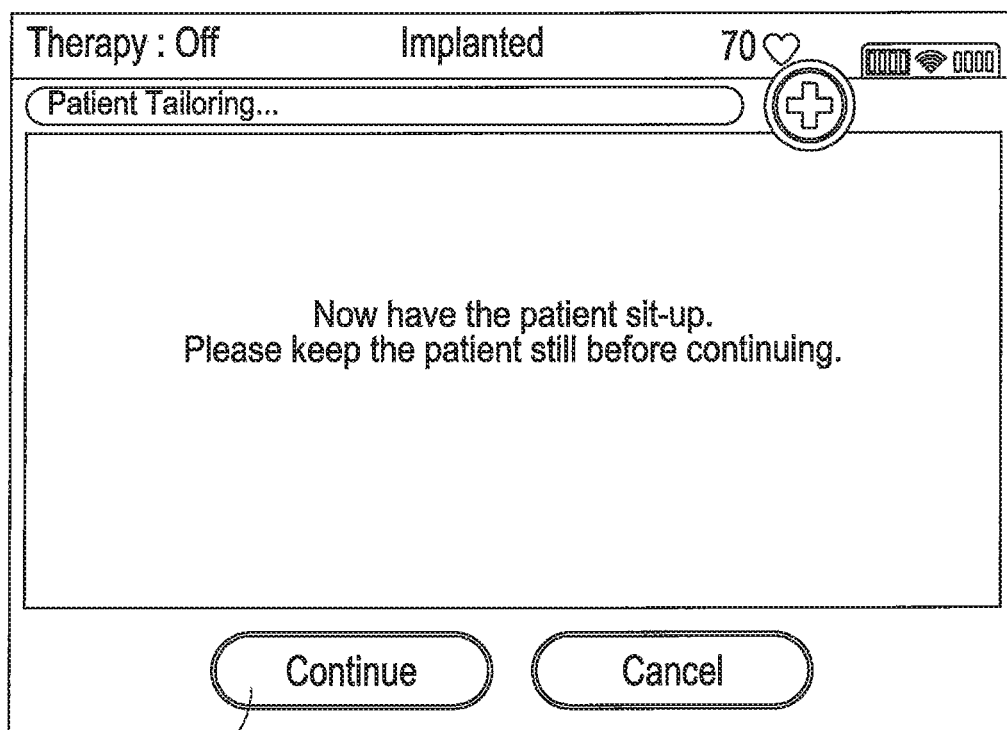 Therapy : Off Implanted 70
Patient Tailoring...
Now have the patient sit-up.
Please keep the patient still before continuing.
Continue Cancel